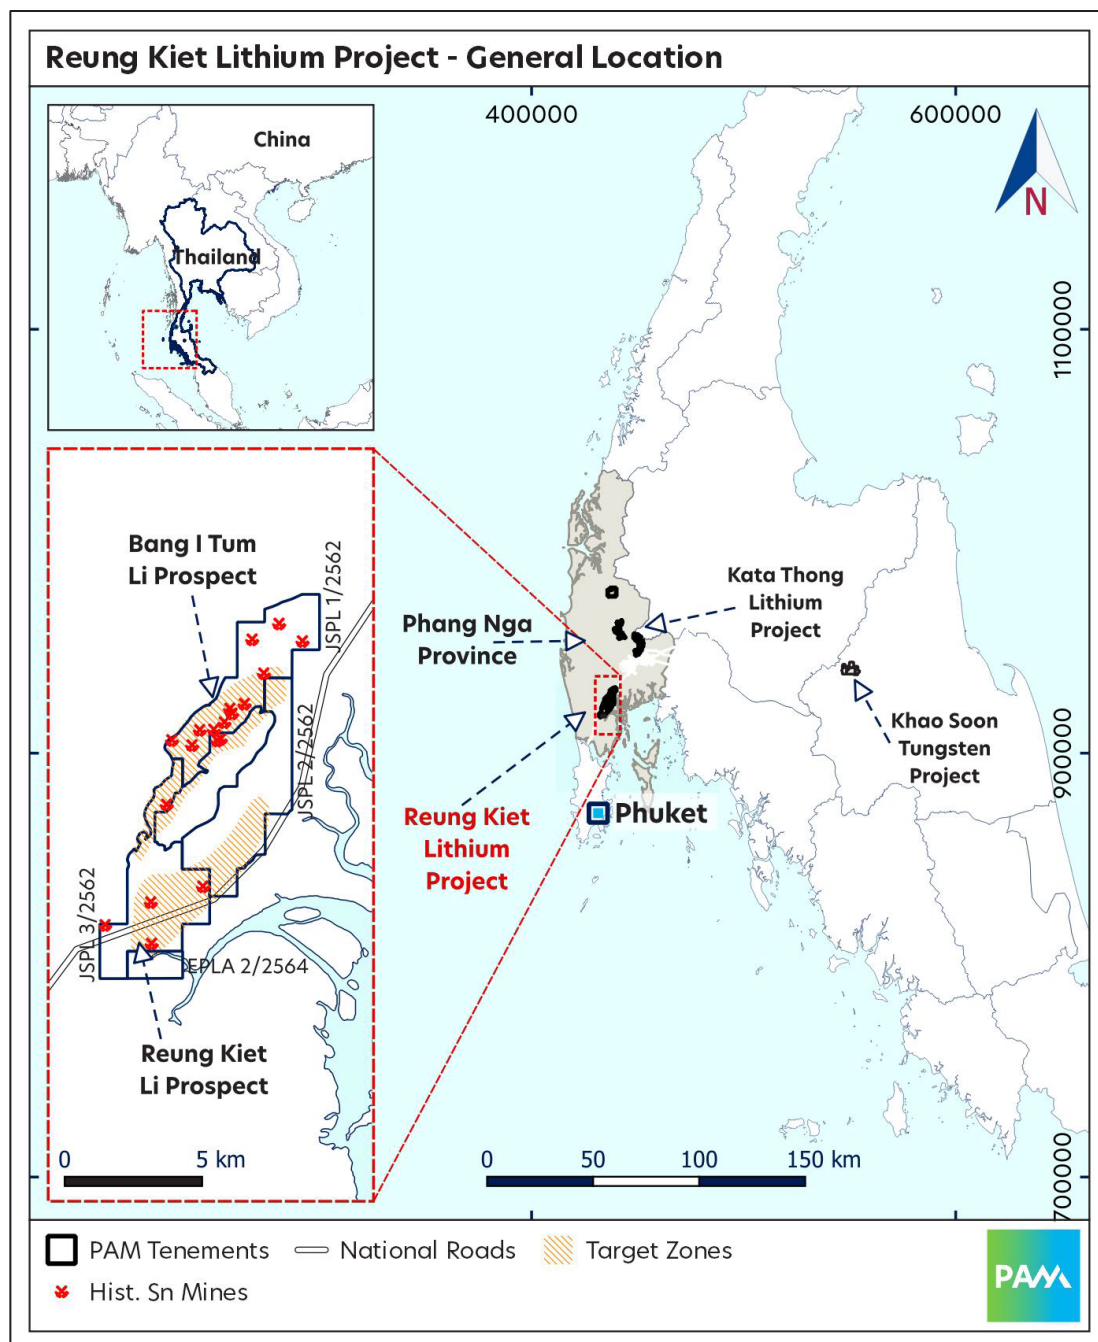 Reung Kiet Lithium Project - General Location
400000
600000
China
Thailand
N
1100000
900000
700000
Bang I Tum
Li Prospect
JSPL 1/2562
JSPL 2/2562
JSPL 3/2562
EPLA 2/2564
Reung Kiet
Li Prospect
0
5 km
Phang Nga
Province
Kata Thong
Lithium
Project
Khao Soon
Tungsten
Project
Reung Kiet
Lithium
Project
Phuket
0
50
100
150 km
PAM Tenements
National Roads
Target Zones
Hist. Sn Mines
PAM